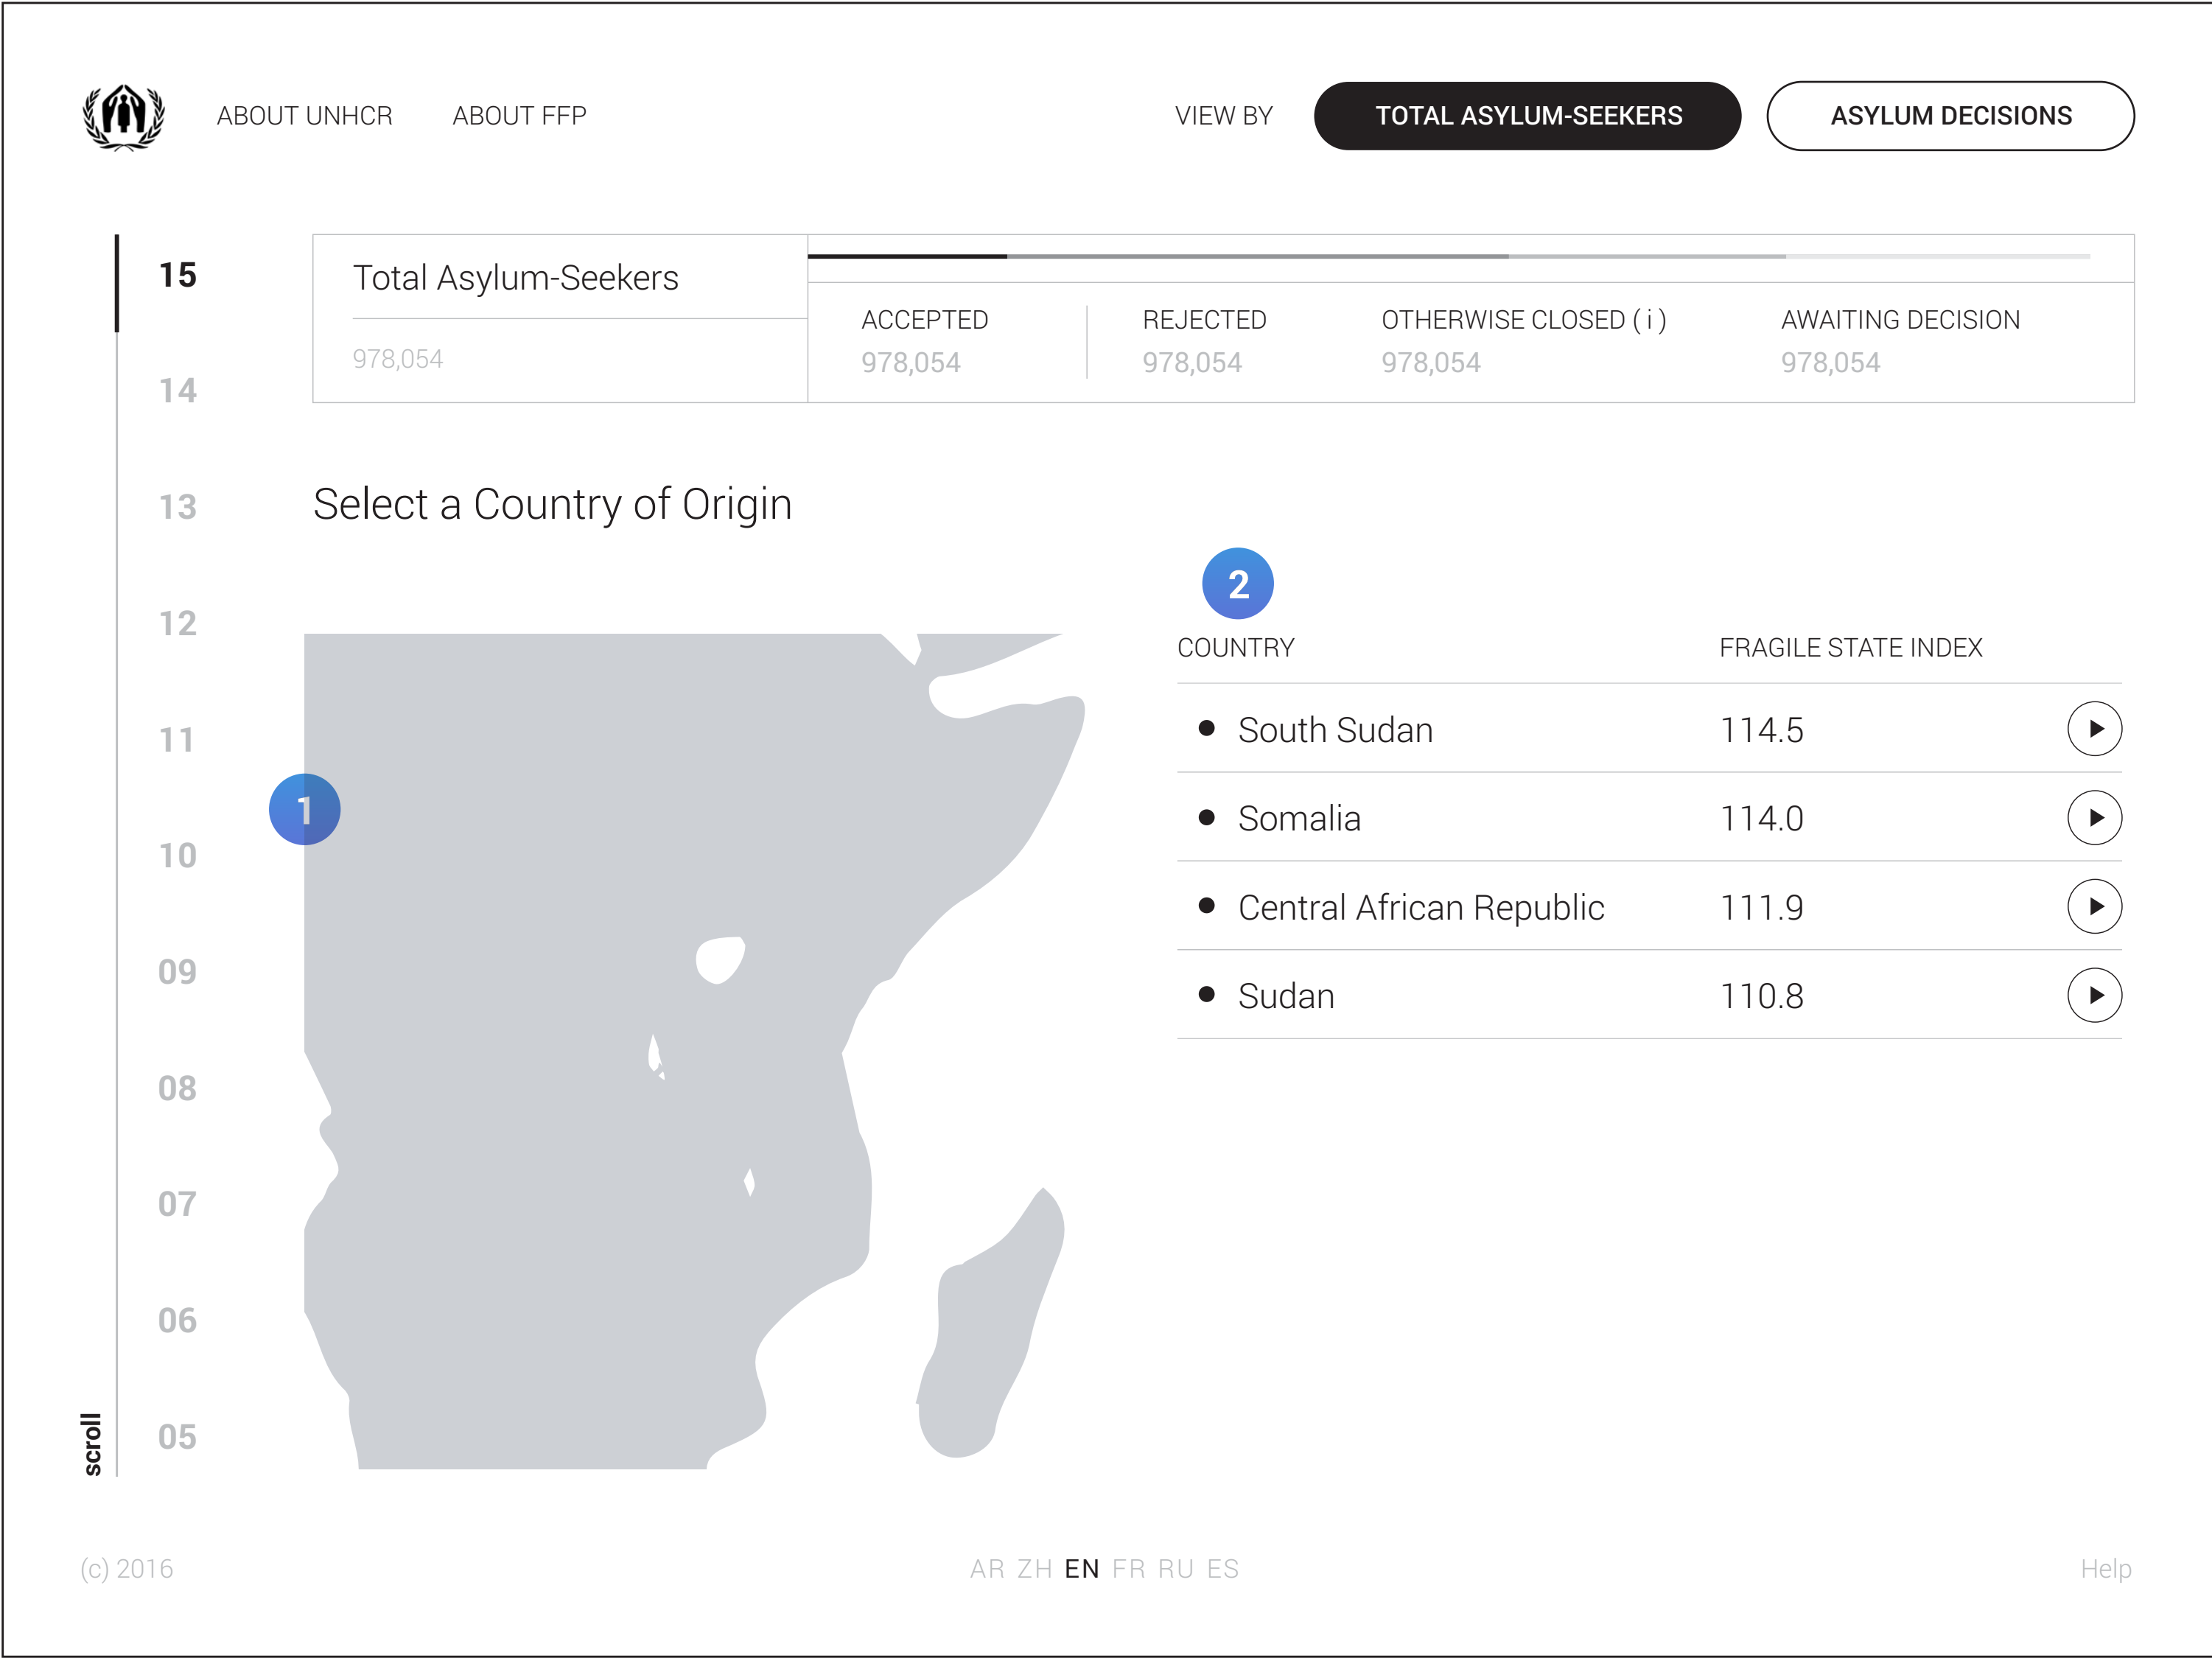 ABOUT UNHCR ABOUT FFP VIEW BY TOTAL ASYLUM-SEEKERS ASYLUM DECISIONS
15
14
13
12
11
10
09
08
07
06
05
scroll
Total Asylum-Seekers
978,054
ACCEPTED REJECTED OTHERWISE CLOSED ( i ) AWAITING DECISION
978,054 978,054 978,054 978,054
Select a Country of Origin
1
2
COUNTRY FRAGILE STATE INDEX
South Sudan 114.5
Somalia 114.0
Central African Republic 111.9
Sudan 110.8
(c) 2016 AR ZH EN FR RU ES Help